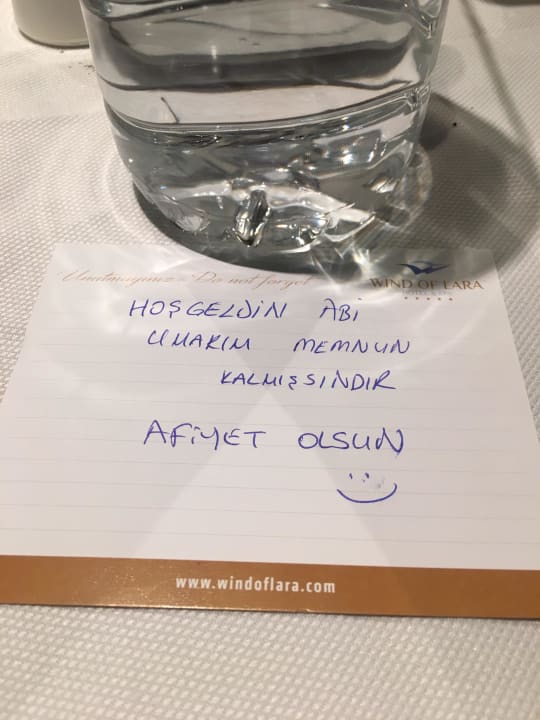 Unutmayınız - Do not forget
WIND OF LARA
★★★★★
HOŞGELDİN ABI
UMARIM MEMNUN
KALMIŞSINDIR
AFİYET OLSUN
www.windoflara.com